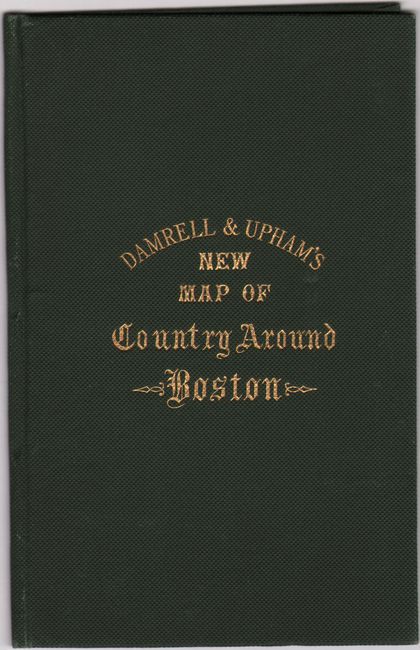 DAMRELL & UPHAM'S
NEW
MAP OF
Country Around
Boston